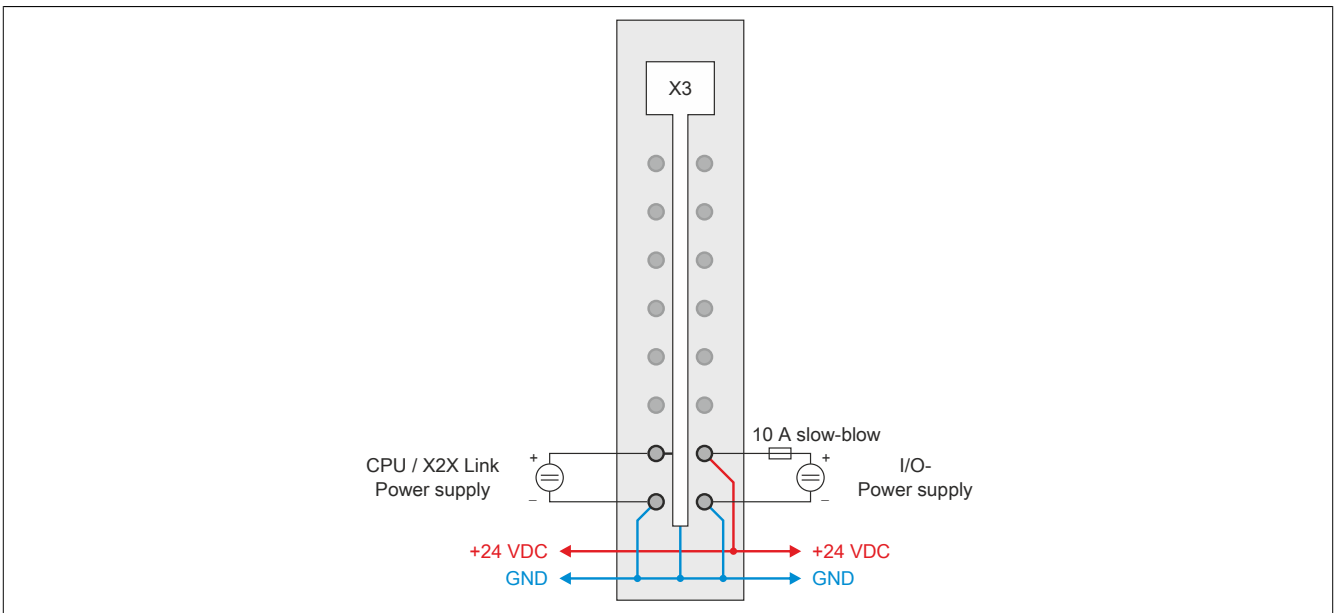 X3
10 A slow-blow
+
+
CPU / X2X Link
Power supply
I/O-
Power supply
–
–
+24 VDC
+24 VDC
GND
GND